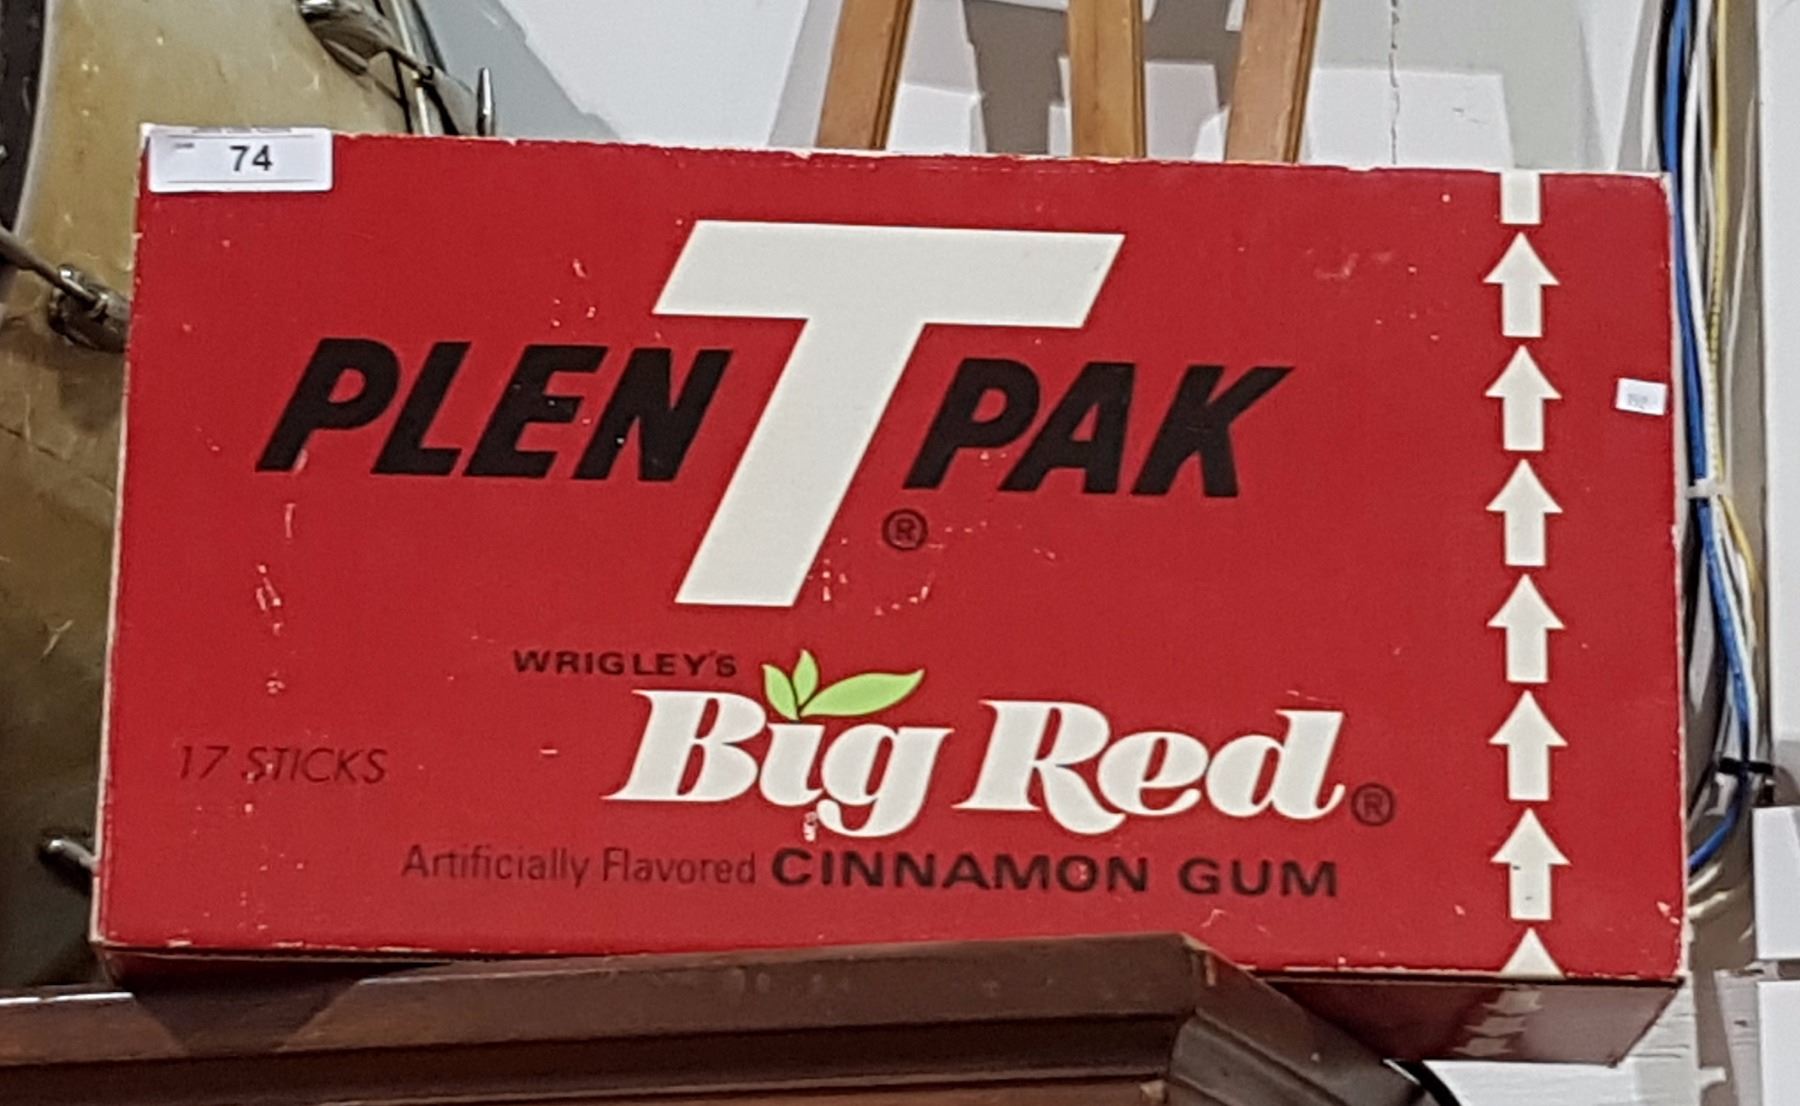 74
PLEN T PAK
®
WRIGLEY'S
Big Red ®
17 STICKS
Artificially Flavored CINNAMON GUM